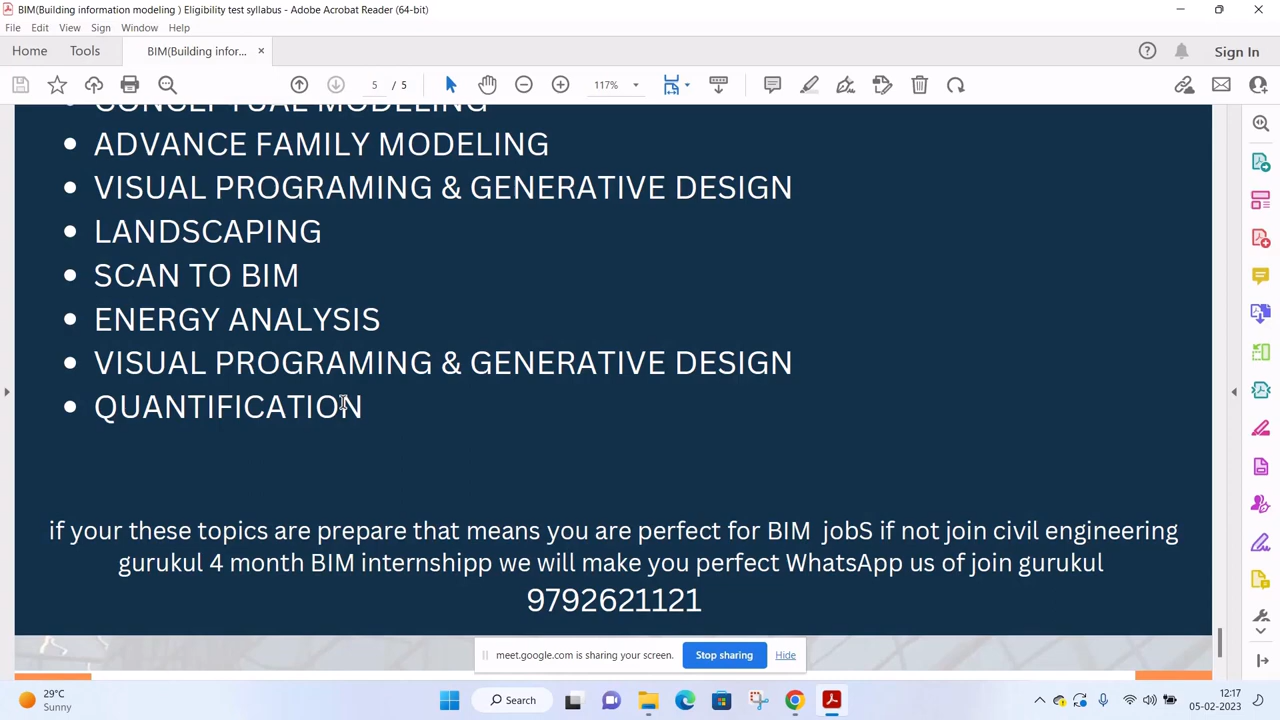 BIM(Building information modeling ) Eligibility test syllabus - Adobe Acrobat Reader (64-bit)
File Edit View Sign Window Help
Home Tools BIM(Building infor... × Sign In
5 / 5 117%
CONCEPTUAL MODELING
• ADVANCE FAMILY MODELING
• VISUAL PROGRAMING & GENERATIVE DESIGN
• LANDSCAPING
• SCAN TO BIM
• ENERGY ANALYSIS
• VISUAL PROGRAMING & GENERATIVE DESIGN
• QUANTIFICATION
if your these topics are prepare that means you are perfect for BIM jobS if not join civil engineering
gurukul 4 month BIM internshipp we will make you perfect WhatsApp us of join gurukul
9792621121
meet.google.com is sharing your screen. Stop sharing Hide
29°C
Sunny
Search
12:17
05-02-2023